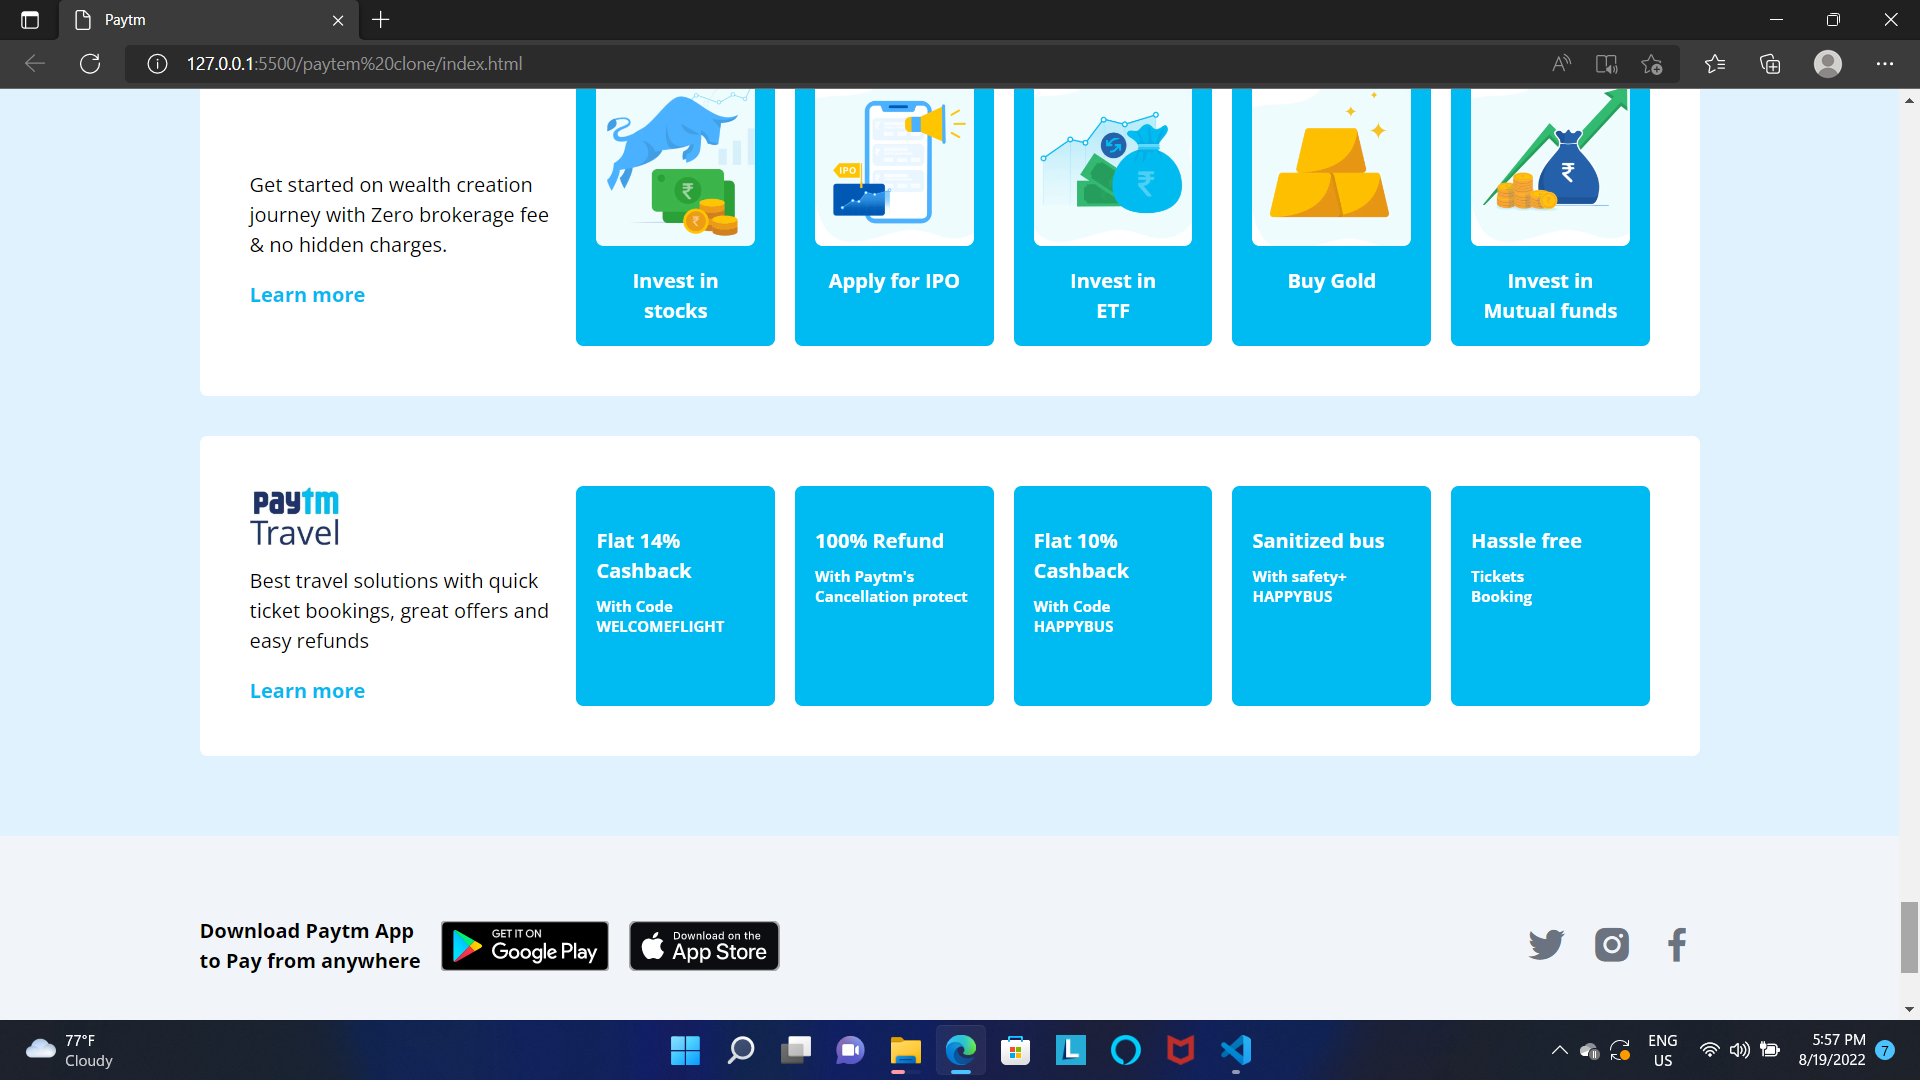 Paytm
127.0.0.1:5500/paytem%20clone/index.html
Get started on wealth creation
journey with Zero brokerage fee
& no hidden charges.
Learn more
IPO
Invest in
stocks
Apply for IPO
Invest in
ETF
Buy Gold
Invest in
Mutual funds
paytm
Travel
Best travel solutions with quick
ticket bookings, great offers and
easy refunds
Learn more
Flat 14%
Cashback
With Code
WELCOMEFLIGHT
100% Refund
With Paytm's
Cancellation protect
Flat 10%
Cashback
With Code
HAPPYBUS
Sanitized bus
With safety+
HAPPYBUS
Hassle free
Tickets
Booking
Download Paytm App
to Pay from anywhere
GET IT ON
Google Play
Download on the
App Store
77°F
Cloudy
ENG
US
5:57 PM
8/19/2022
7